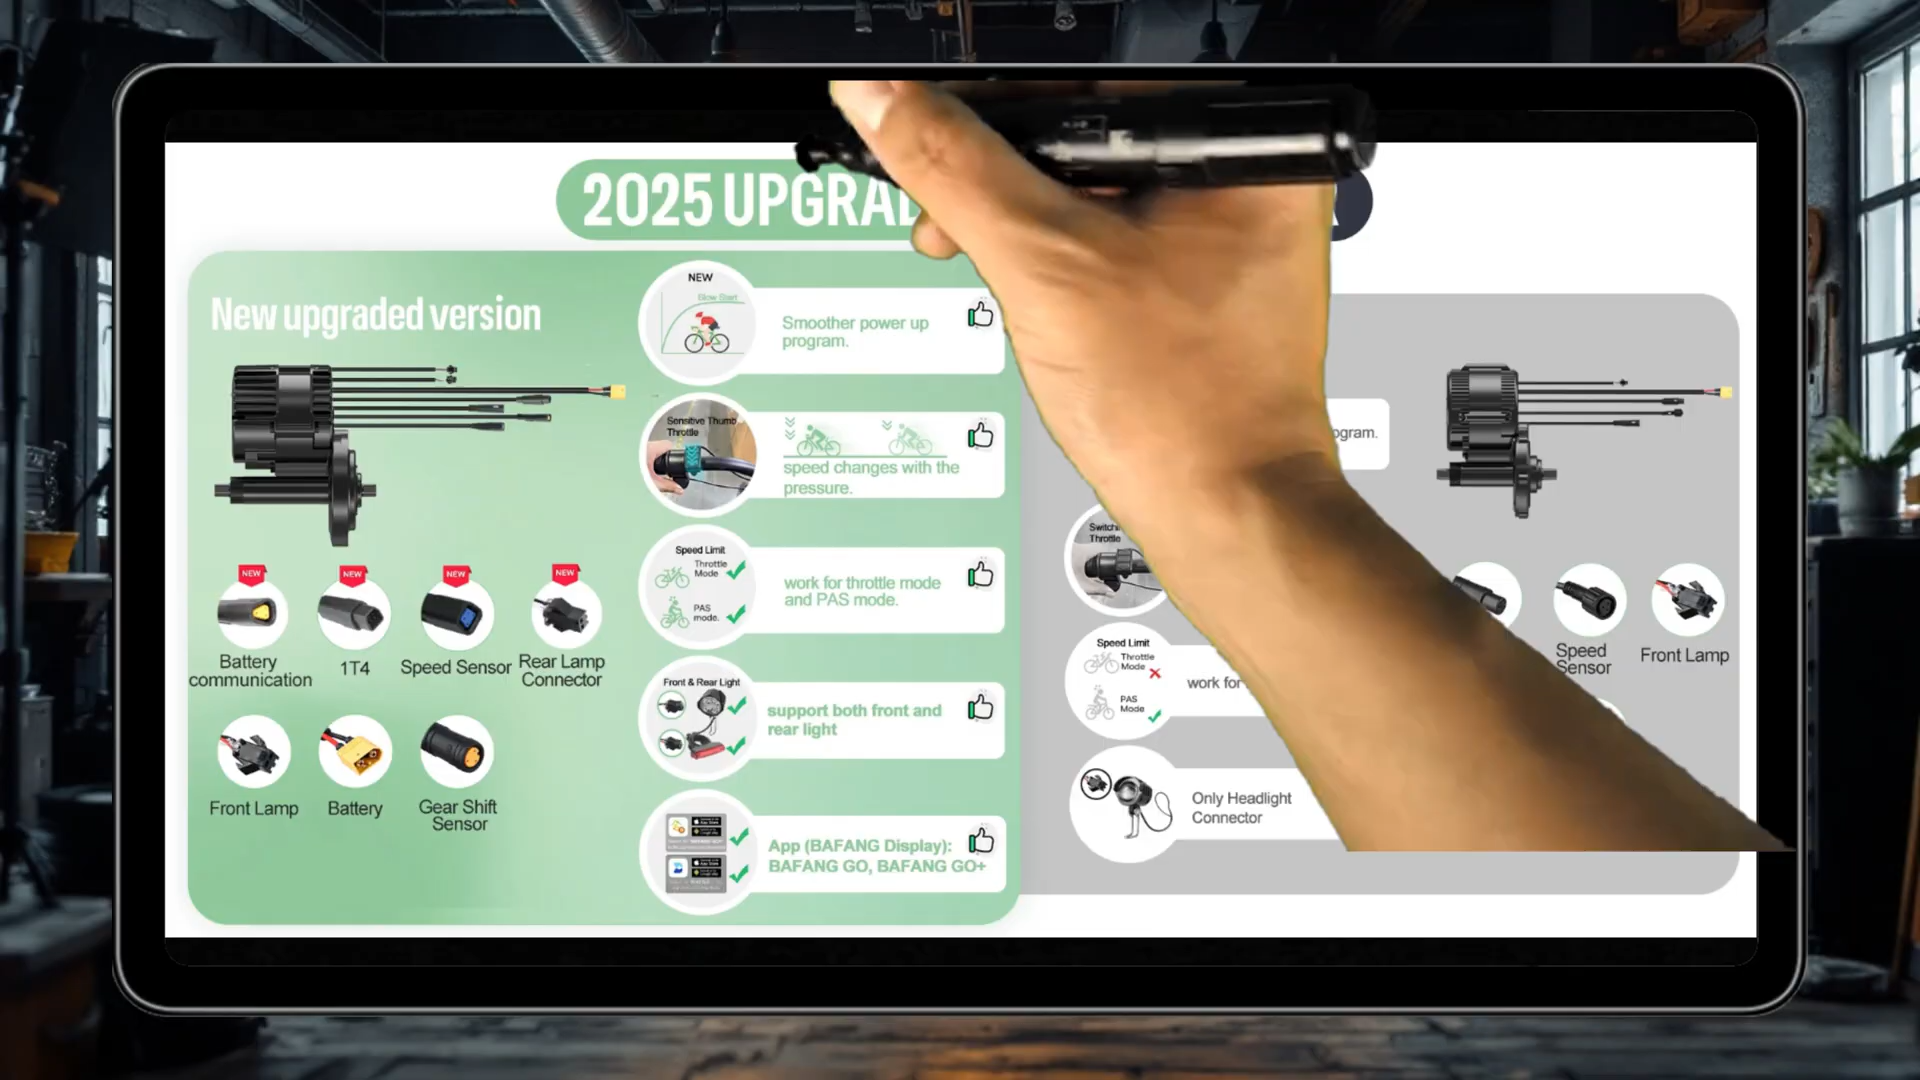 2025 UPGRA
New upgraded version
NEW
Slow Start
Smoother power up
program.
Sensitive Thumb
Throttle
speed changes with the
pressure.
Speed Limit
Throttle
Mode
PAS
mode.
work for throttle mode
and PAS mode.
Front & Rear Light
support both front and
rear light
App (BAFANG Display):
BAFANG GO, BAFANG GO+
NEW
NEW
NEW
NEW
Battery
communication
1T4
Speed Sensor
Rear Lamp
Connector
Front Lamp
Battery
Gear Shift
Sensor
ogram.
Switch
Throttle
Speed Limit
Throttle
Mode
PAS
Mode
work for
Only Headlight
Connector
Speed
Sensor
Front Lamp